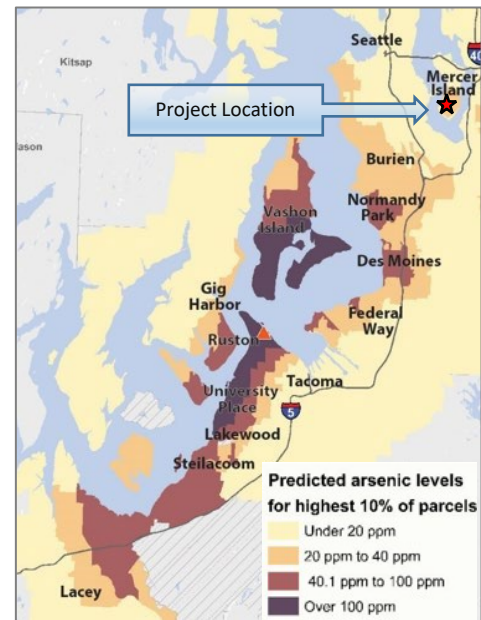 Kitsap
Seattle
40
Mercer
Island
Project Location
ason
Burien
Normandy
Park
Vashon
Island
Des Moines
Gig
Harbor
Federal
Way
Ruston
Tacoma
University
Place
5
Lakewood
Steilacoom
Lacey
Predicted arsenic levels
for highest 10% of parcels
Under 20 ppm
20 ppm to 40 ppm
40.1 ppm to 100 ppm
Over 100 ppm